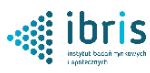 ibris
instytut badań rynkowych
i społecznych